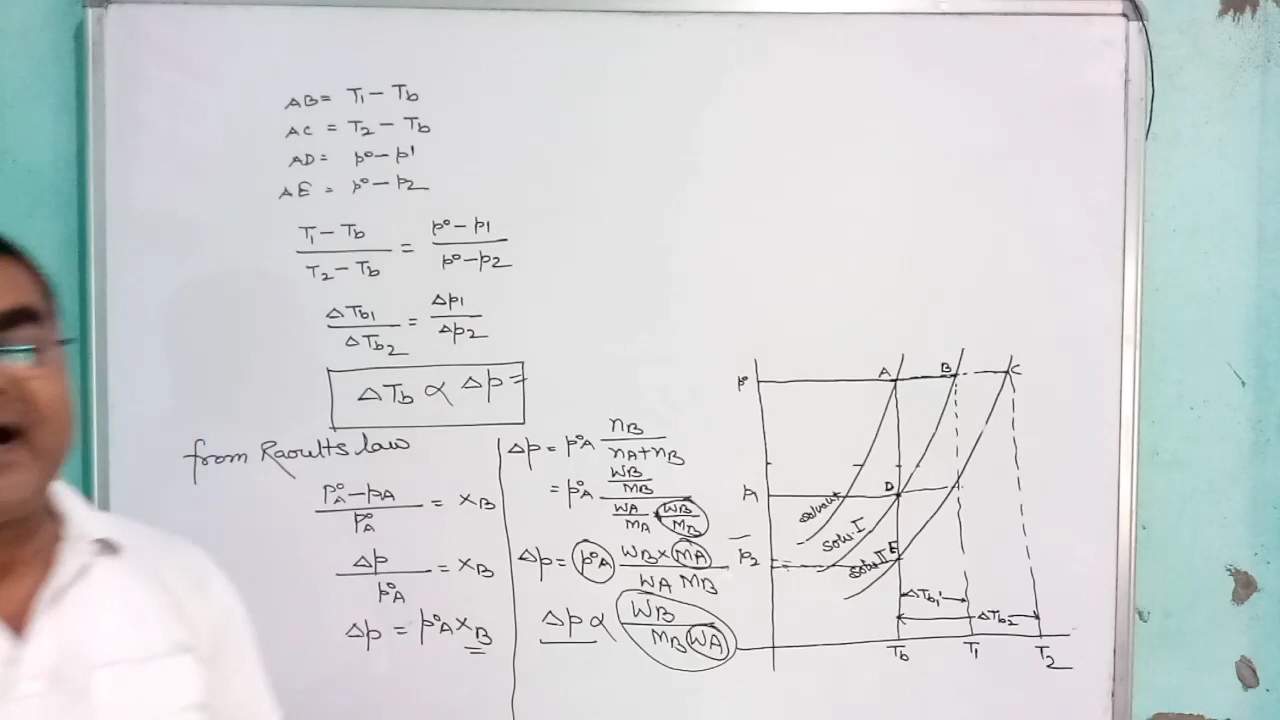 AB = T₁ − Tb
AC = T₂ − Tb
AD = p° − p'
AE = p° − p₂
T₁ − Tb / T₂ − Tb = p° − p₁ / p° − p₂
ΔTb₁ / ΔTb₂ = Δp₁ / Δp₂
ΔTb ∝ Δp =
from Raoults law
p°A − pA / p°A = xB
Δp / p°A = xB
Δp = p°A xB
Δp = p°A nB / nA + nB
= p°A WB/MB / WA/MA + WB/MB
Δp = p°A WB × MA / WA MB
Δp ∝ WB / MB WA
p° A B C
p₁ D
p₂ E
solvent
soln.I
soln.II
ΔTb₁
ΔTb₂
Tb T₁ T₂